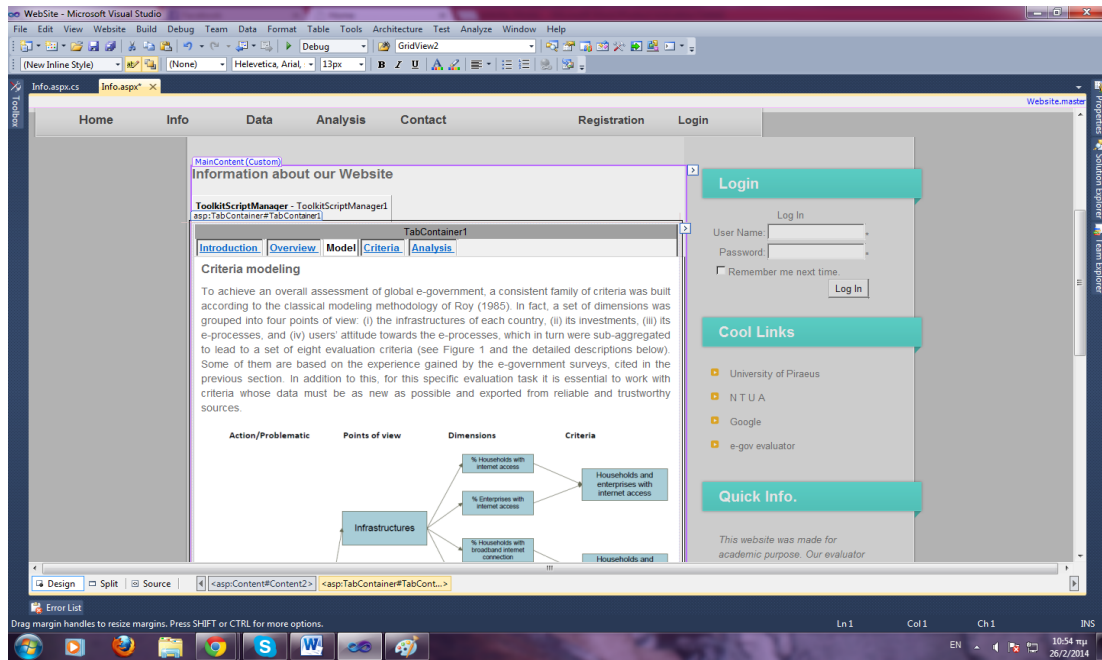 WebSite - Microsoft Visual Studio
File Edit View Website Build Debug Team Data Format Table Tools Architecture Test Analyze Window Help
Debug GridView2
(New Inline Style) (None) Helevetica, Arial, 13px B I U A
Toolbox
Info.aspx.cs Info.aspx*
Website.master
Properties
Solution Explorer
Team Explorer
Home Info Data Analysis Contact Registration Login
MainContent (Custom)
Information about our Website
ToolkitScriptManager - ToolkitScriptManager1
asp:TabContainer#TabContainer1
TabContainer1
Introduction Overview Model Criteria Analysis
Criteria modeling
To achieve an overall assessment of global e-government, a consistent family of criteria was built
according to the classical modeling methodology of Roy (1985). In fact, a set of dimensions was
grouped into four points of view: (i) the infrastructures of each country, (ii) its investments, (iii) its
e-processes, and (iv) users' attitude towards the e-processes, which in turn were sub-aggregated
to lead to a set of eight evaluation criteria (see Figure 1 and the detailed descriptions below).
Some of them are based on the experience gained by the e-government surveys, cited in the
previous section. In addition to this, for this specific evaluation task it is essential to work with
criteria whose data must be as new as possible and exported from reliable and trustworthy
sources.
Action/Problematic Points of view Dimensions Criteria
% Households with
internet access
Households and
enterprises with
internet access
% Enterprises with
internet access
Infrastructures
% Households with
broadband internet
connection
Households and
Login
Log In
User Name: *
Password: *
Remember me next time.
Log In
Cool Links
University of Piraeus
N T U A
Google
e-gov evaluator
Quick Info.
This website was made for
academic purpose. Our evaluator
Design Split Source <asp:Content#Content2> <asp:TabContainer#TabCont...>
Error List
Drag margin handles to resize margins. Press SHIFT or CTRL for more options. Ln 1 Col 1 Ch 1 INS
EN 10:54 πμ
26/2/2014